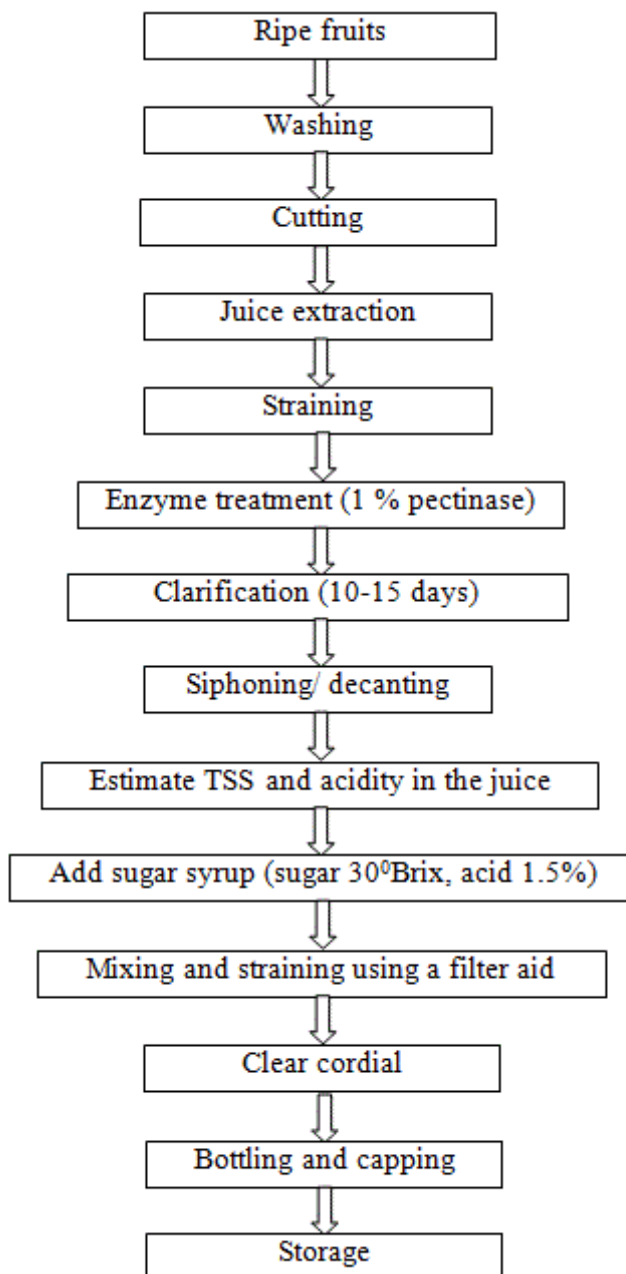 Ripe fruits
Washing
Cutting
Juice extraction
Straining
Enzyme treatment (1 % pectinase)
Clarification (10-15 days)
Siphoning/ decanting
Estimate TSS and acidity in the juice
Add sugar syrup (sugar 30⁰Brix, acid 1.5%)
Mixing and straining using a filter aid
Clear cordial
Bottling and capping
Storage